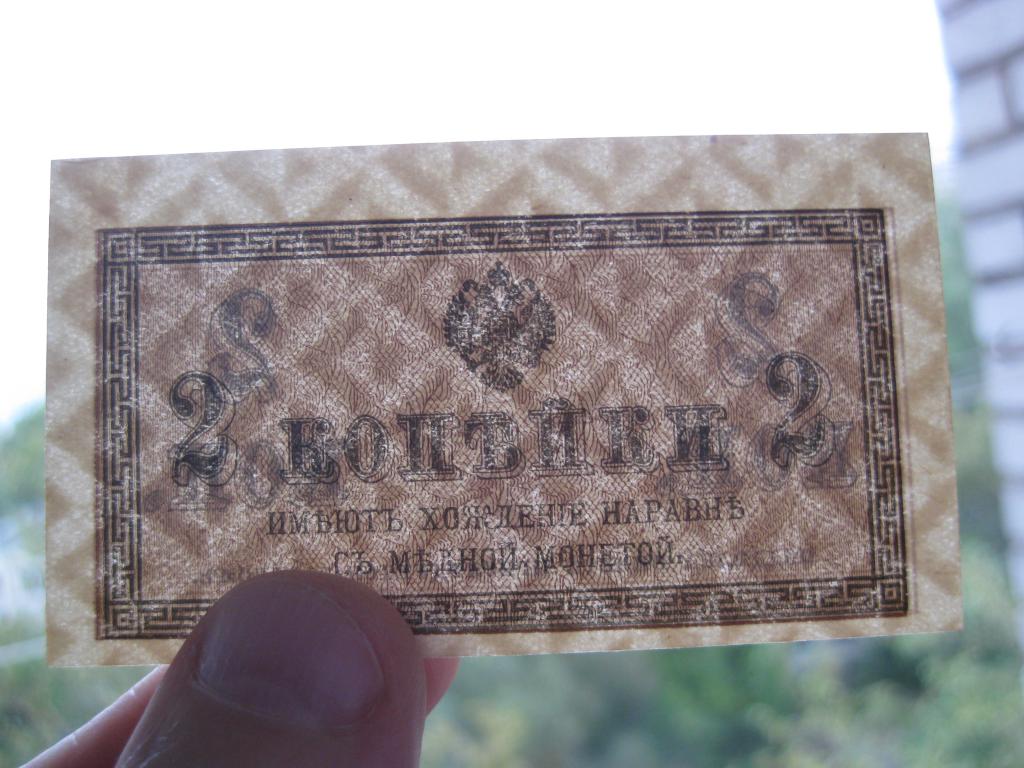 2 КОПѢЙКИ 2
ИМѢЮТЪ ХОЖДЕНІЕ НАРАВНѢ
СЪ МѢДНОЙ МОНЕТОЙ.